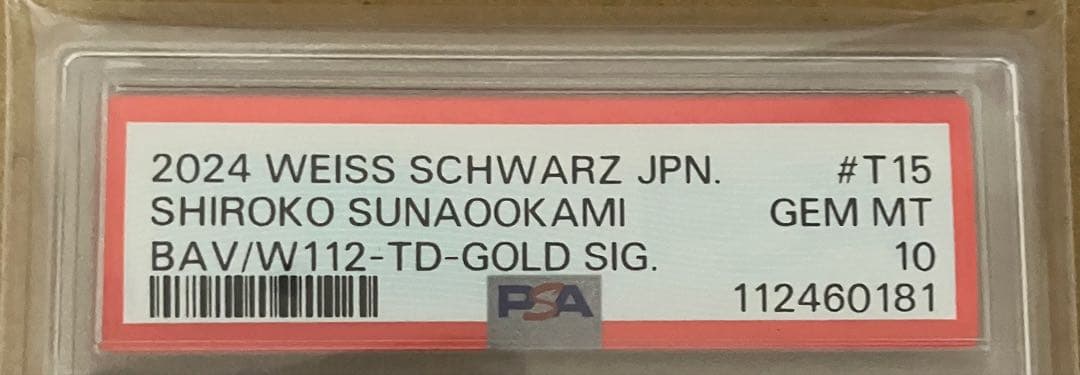 2024 WEISS SCHWARZ JPN. #T15
SHIROKO SUNAOOKAMI GEM MT
BAV/W112-TD-GOLD SIG. 10
PSA 112460181